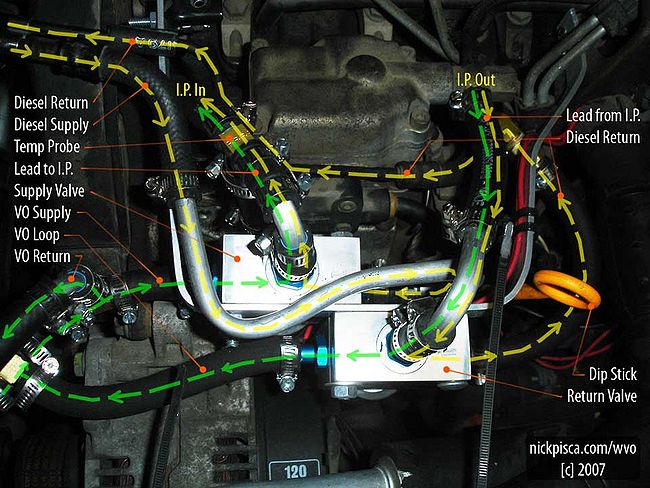 I.P. In
I.P. Out
Diesel Return
Diesel Supply
Temp Probe
Lead to I.P.
Supply Valve
VO Supply
VO Loop
VO Return
Lead from I.P.
Diesel Return
Dip Stick
Return Valve
120
nickpisca.com/wvo
[c] 2007